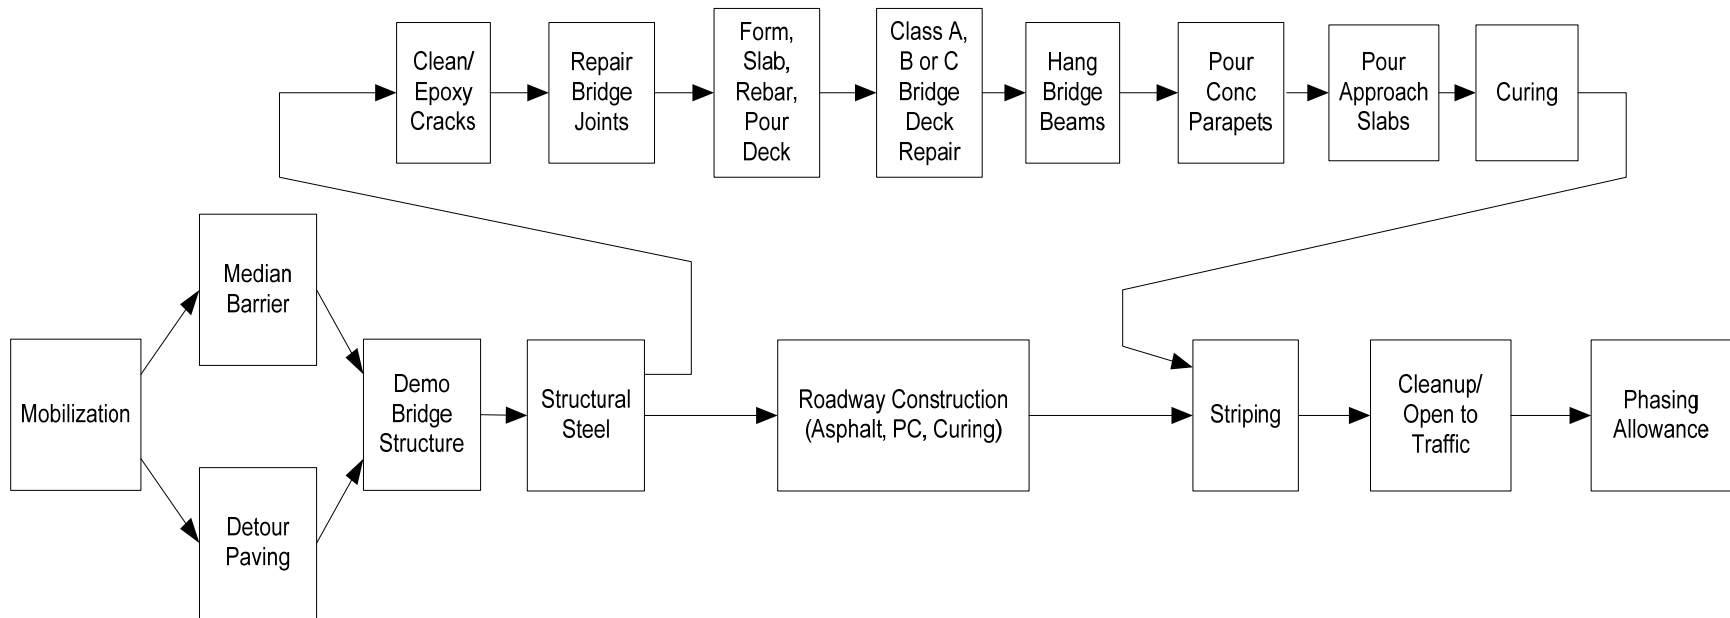 Clean/
Epoxy
Cracks
Repair
Bridge
Joints
Form,
Slab,
Rebar,
Pour
Deck
Class A,
B or C
Bridge
Deck
Repair
Hang
Bridge
Beams
Pour
Conc
Parapets
Pour
Approach
Slabs
Curing
Median
Barrier
Mobilization
Demo
Bridge
Structure
Structural
Steel
Roadway Construction
(Asphalt, PC, Curing)
Striping
Cleanup/
Open to
Traffic
Phasing
Allowance
Detour
Paving